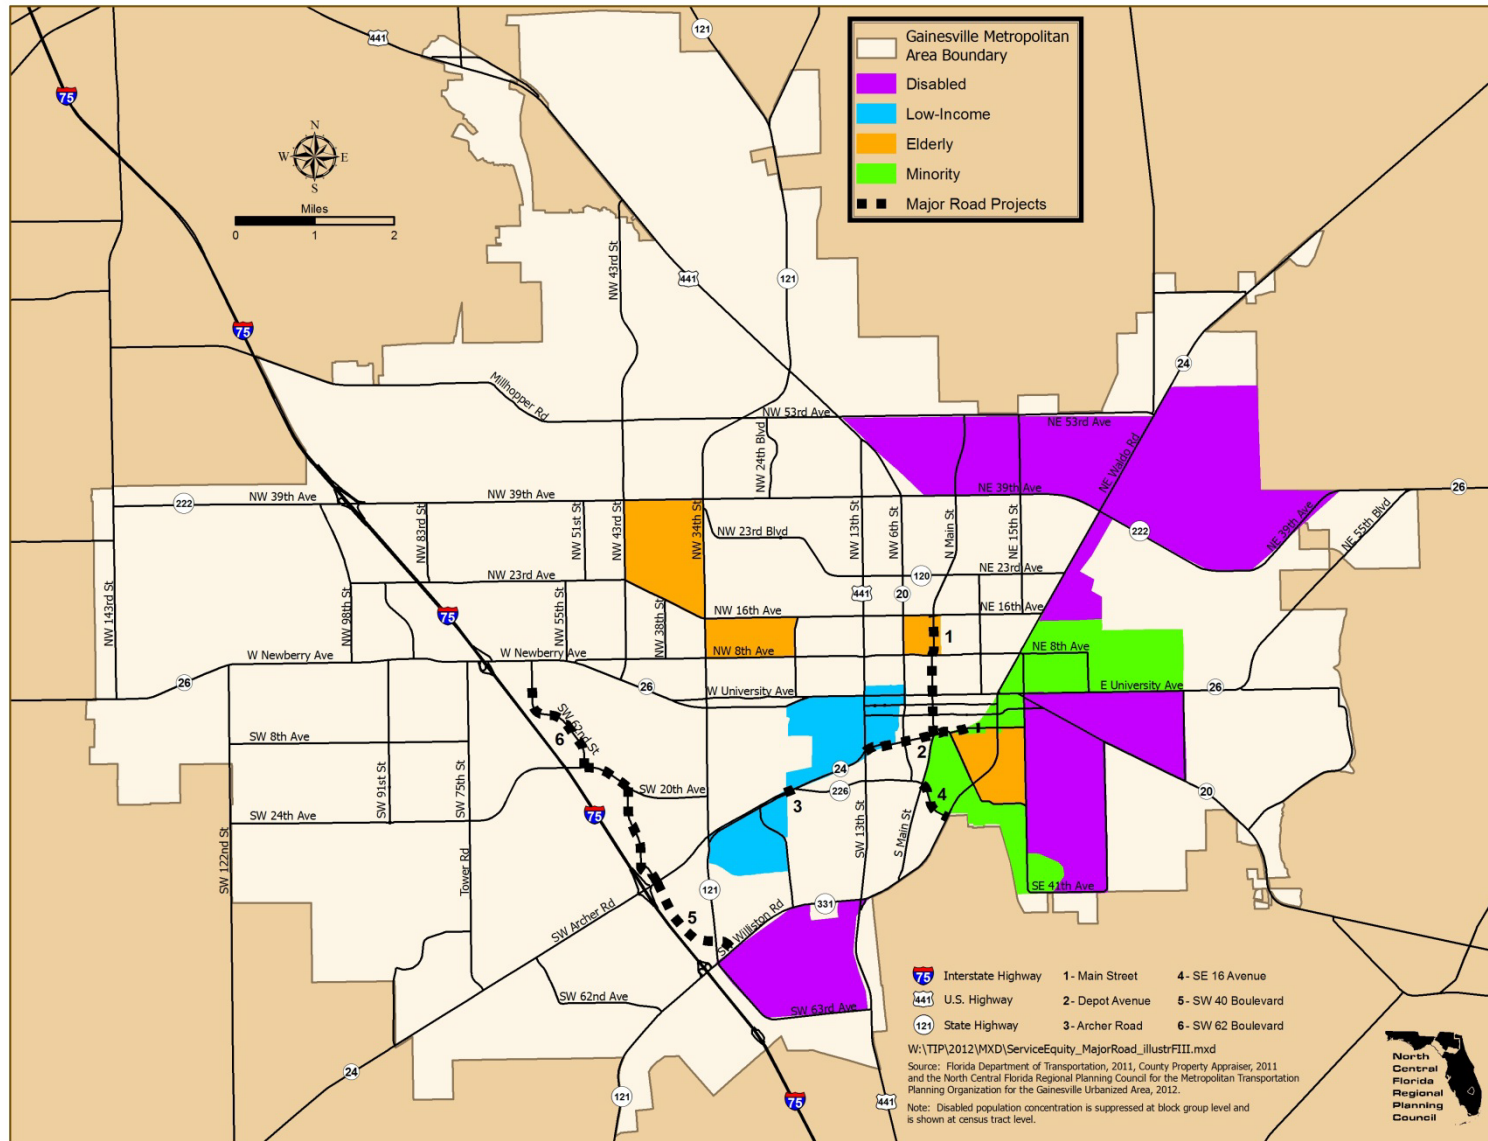 441
121
75
Gainesville Metropolitan
Area Boundary
Disabled
Low-Income
Elderly
Minority
Major Road Projects
N
W
E
S
Miles
0
1
2
NW 43rd St
441
121
75
24
Millhopper Rd
NW 53rd Ave
NE 53rd Ave
NW 24th Blvd
NE Waldo Rd
222
NW 39th Ave
NW 39th Ave
NE 39th Ave
26
NW 83rd St
NW 51st St
NW 43rd St
NW 34th St
NW 23rd Blvd
NW 13th St
NW 6th St
N Main St
NE 15th St
222
NE 39th Ave
NE 55th Blvd
NW 143rd St
NW 98th St
NW 23rd Ave
NW 55th St
NW 38th St
120
NE 23rd Ave
441
20
75
NW 16th Ave
NE 16th Ave
1
W Newberry Ave
W Newberry Ave
NW 8th Ave
NE 8th Ave
26
26
W University Ave
E University Ave
26
SW 62nd St
6
SW 8th Ave
2
24
SW 91st St
SW 75th St
SW 20th Ave
3
226
4
20
SW 24th Ave
75
SW 13th St
S Main St
SW 122nd St
Tower Rd
121
SE 41th Ave
SW Archer Rd
5
SW Williston Rd
331
SW 62nd Ave
SW 63rd Ave
24
121
75
441
75 Interstate Highway
441 U.S. Highway
121 State Highway
1 - Main Street
2 - Depot Avenue
3 - Archer Road
4 - SE 16 Avenue
5 - SW 40 Boulevard
6 - SW 62 Boulevard
W:\TIP\2012\MXD\ServiceEquity_MajorRoad_illustrFIII.mxd
Source: Florida Department of Transportation, 2011, County Property Appraiser, 2011
and the North Central Florida Regional Planning Council for the Metropolitan Transportation
Planning Organization for the Gainesville Urbanized Area, 2012.
Note: Disabled population concentration is suppressed at block group level and
is shown at census tract level.
North
Central
Florida
Regional
Planning
Council